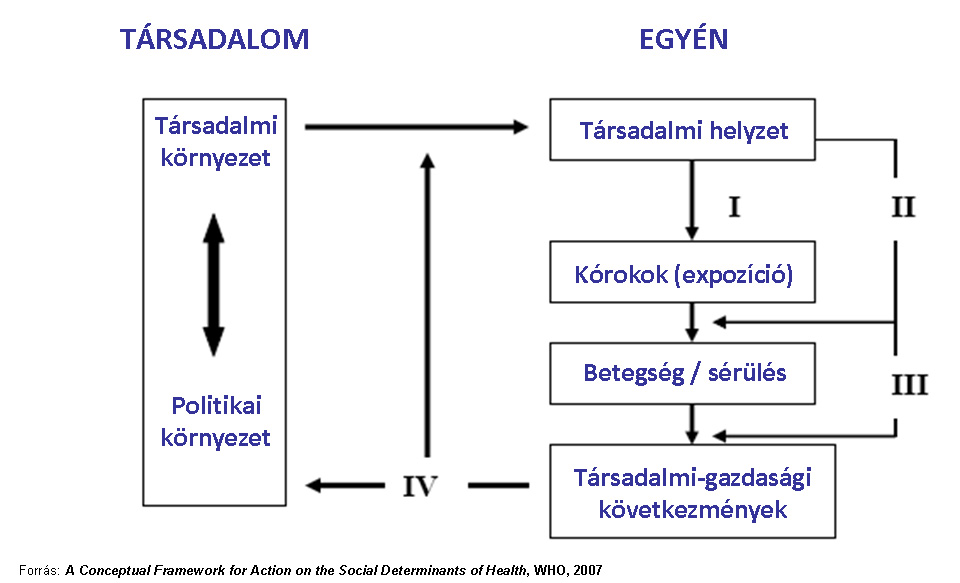 TÁRSADALOM
EGYÉN
Társadalmi
környezet
Politikai
környezet
Társadalmi helyzet
I
II
Kórokok (expozíció)
Betegség / sérülés
III
Társadalmi-gazdasági
következmények
IV
Forrás: A Conceptual Framework for Action on the Social Determinants of Health, WHO, 2007